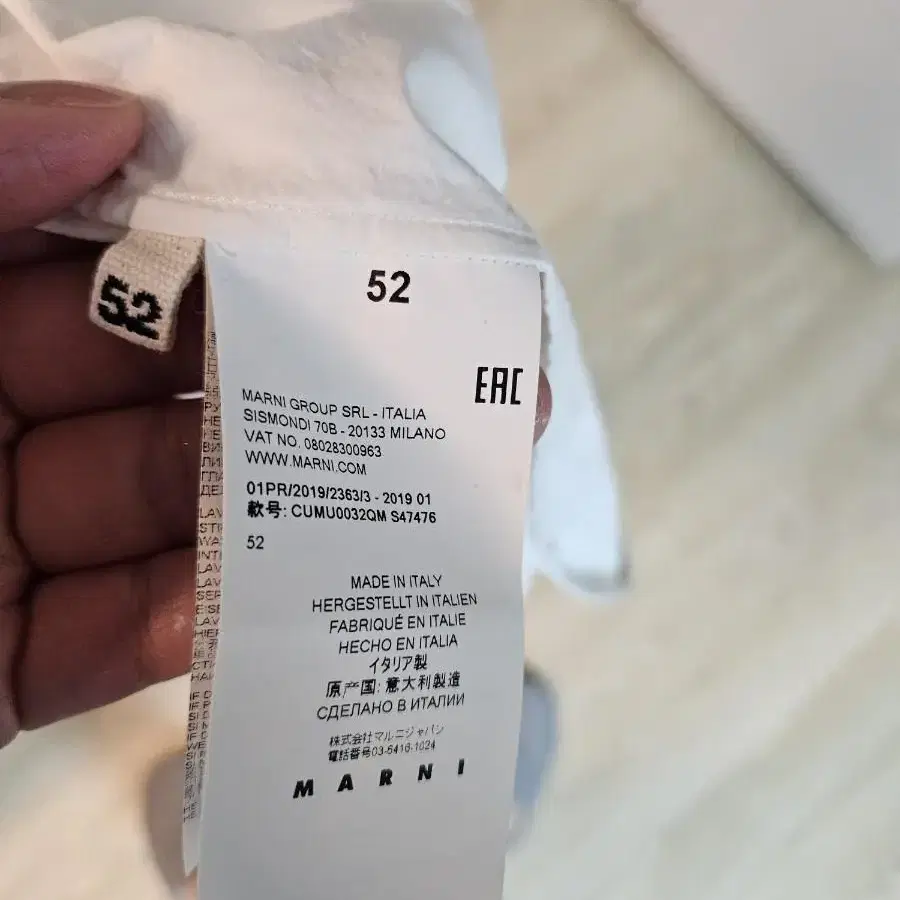 52
52
EAC
MARNI GROUP SRL - ITALIA
SISMONDI 70B - 20133 MILANO
VAT NO. 08028300963
WWW.MARNI.COM
01PR/2019/2363/3 - 2019 01
款号: CUMU0032QM S47476
52
MADE IN ITALY
HERGESTELLT IN ITALIEN
FABRIQUÉ EN ITALIE
HECHO EN ITALIA
イタリア製
原产国: 意大利製造
СДЕЛАНО В ИТАЛИИ
株式会社マルニジャパン
電話番号03-5416-1024
MARNI